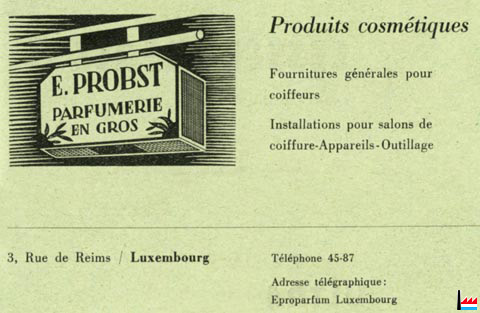 E. PROBST
PARFUMERIE
EN GROS
Produits cosmétiques
Fournitures générales pour
coiffeurs
Installations pour salons de
coiffure-Appareils-Outillage
3, Rue de Reims / Luxembourg
Téléphone 45-87
Adresse télégraphique:
Eproparfum Luxembourg